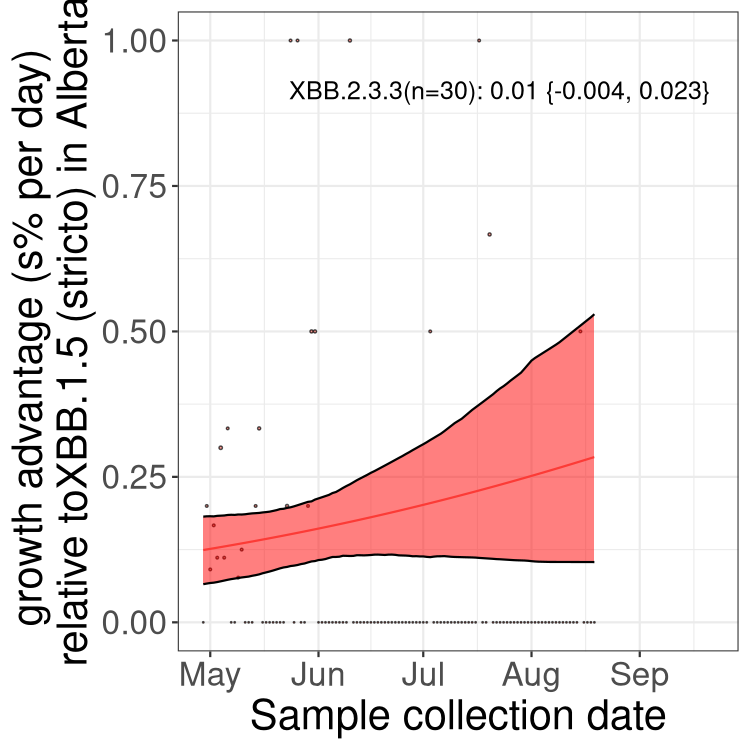 growth advantage (s% per day)
relative toXBB.1.5 (stricto) in Alberta
1.00
XBB.2.3.3(n=30): 0.01 {-0.004, 0.023}
0.75
0.50
0.25
0.00
May Jun Jul Aug Sep
Sample collection date